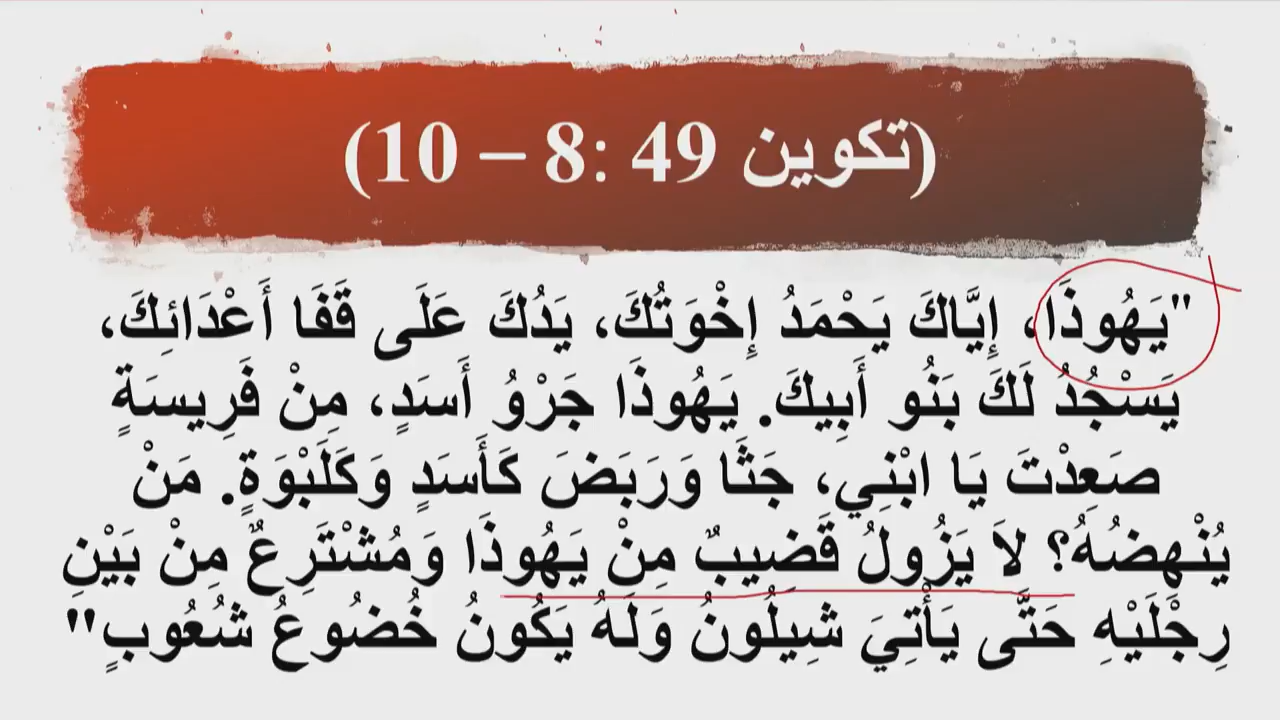 (تكوين 49 :8 – 10)
"يَهُوذَا، إِيَّاكَ يَحْمَدُ إِخْوَتُكَ، يَدُكَ عَلَى قَفَا أَعْدَائِكَ،
يَسْجُدُ لَكَ بَنُو أَبِيكَ. يَهُوذَا جَرْوُ أَسَدٍ، مِنْ فَرِيسَةٍ
صَعِدْتَ يَا ابْنِي، جَثَا وَرَبَضَ كَأَسَدٍ وَكَلَبْوَةٍ. مَنْ
يُنْهِضُهُ؟ لاَ يَزُولُ قَضِيبٌ مِنْ يَهُوذَا وَمُشْتَرِعٌ مِنْ بَيْنِ
رِجْلَيْهِ حَتَّى يَأْتِيَ شِيلُونُ وَلَهُ يَكُونُ خُضُوعُ شُعُوبٍ"